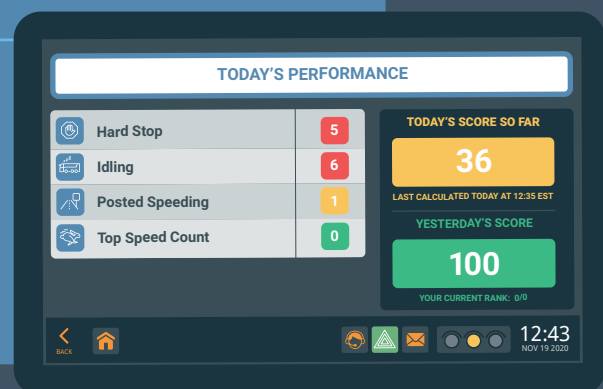 TODAY'S PERFORMANCE
Hard Stop 5
Idling 6
Posted Speeding 1
Top Speed Count 0
TODAY'S SCORE SO FAR
36
LAST CALCULATED TODAY AT 12:35 EST
YESTERDAY'S SCORE
100
YOUR CURRENT RANK: 0/0
BACK
12:43
NOV 19 2020